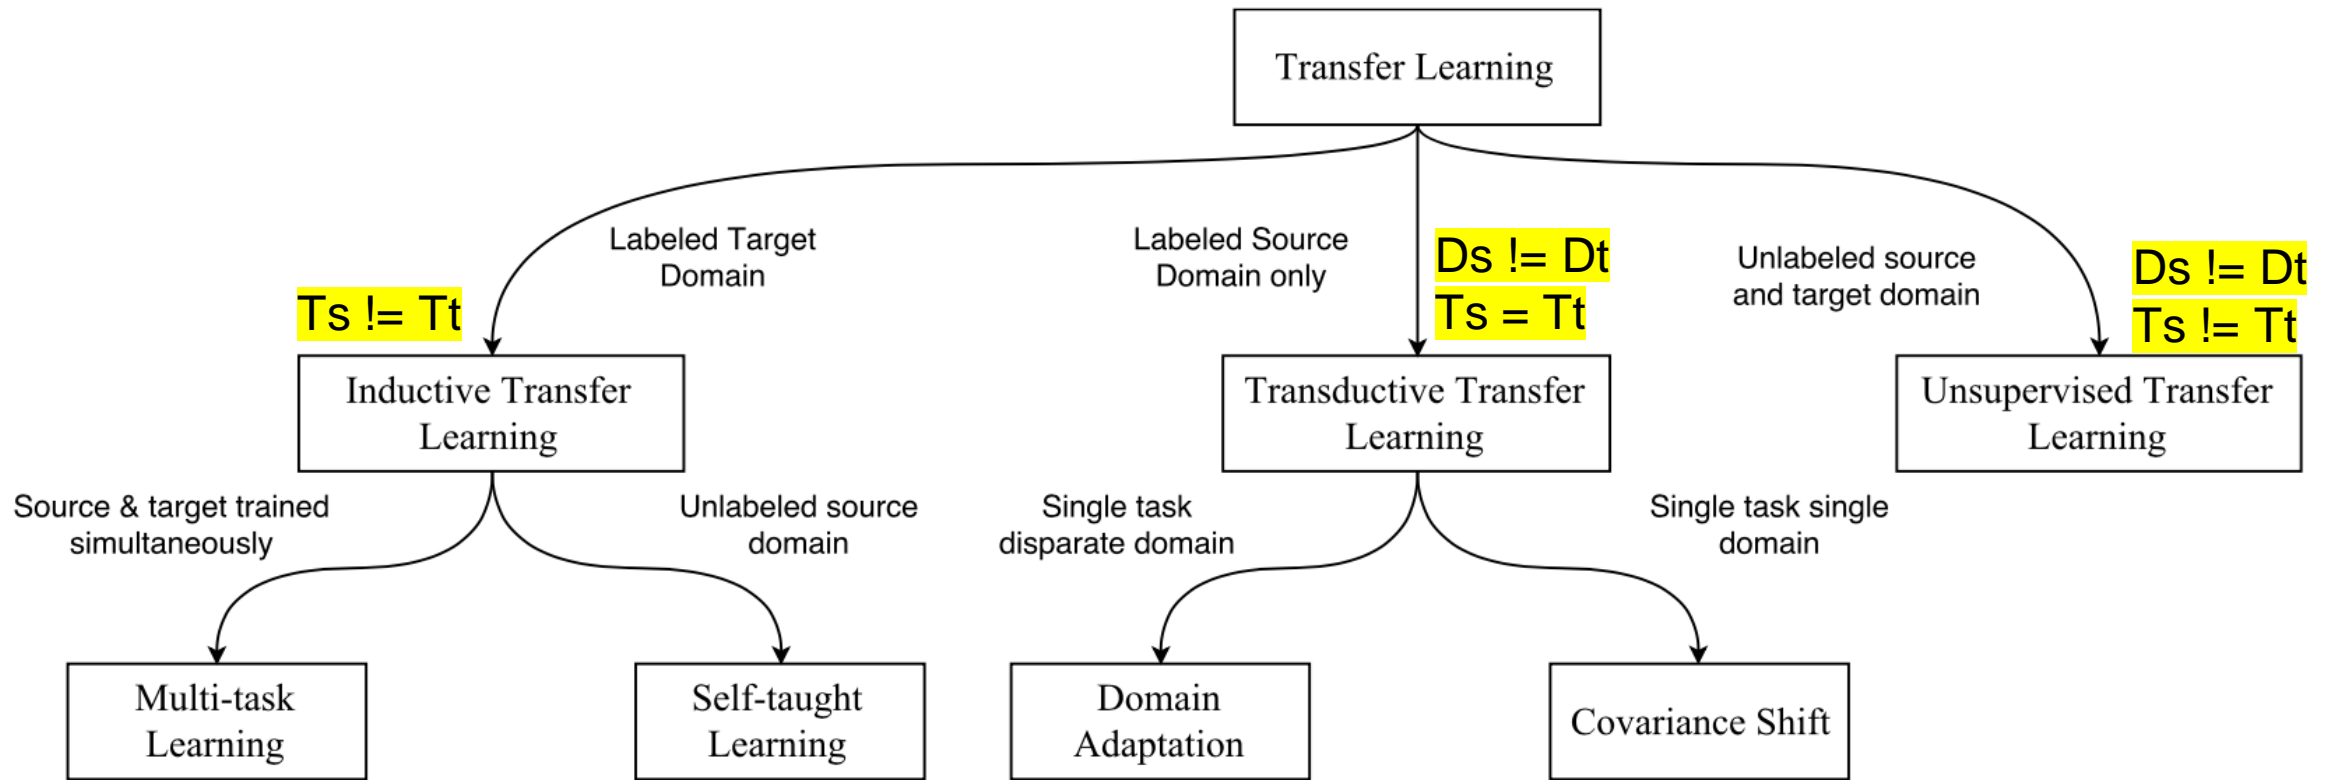 Transfer Learning
Labeled Target
Domain
Ts != Tt
Labeled Source
Domain only
Ds != Dt
Ts = Tt
Unlabeled source
and target domain
Ds != Dt
Ts != Tt
Inductive Transfer
Learning
Transductive Transfer
Learning
Unsupervised Transfer
Learning
Source & target trained
simultaneously
Unlabeled source
domain
Single task
disparate domain
Single task single
domain
Multi-task
Learning
Self-taught
Learning
Domain
Adaptation
Covariance Shift